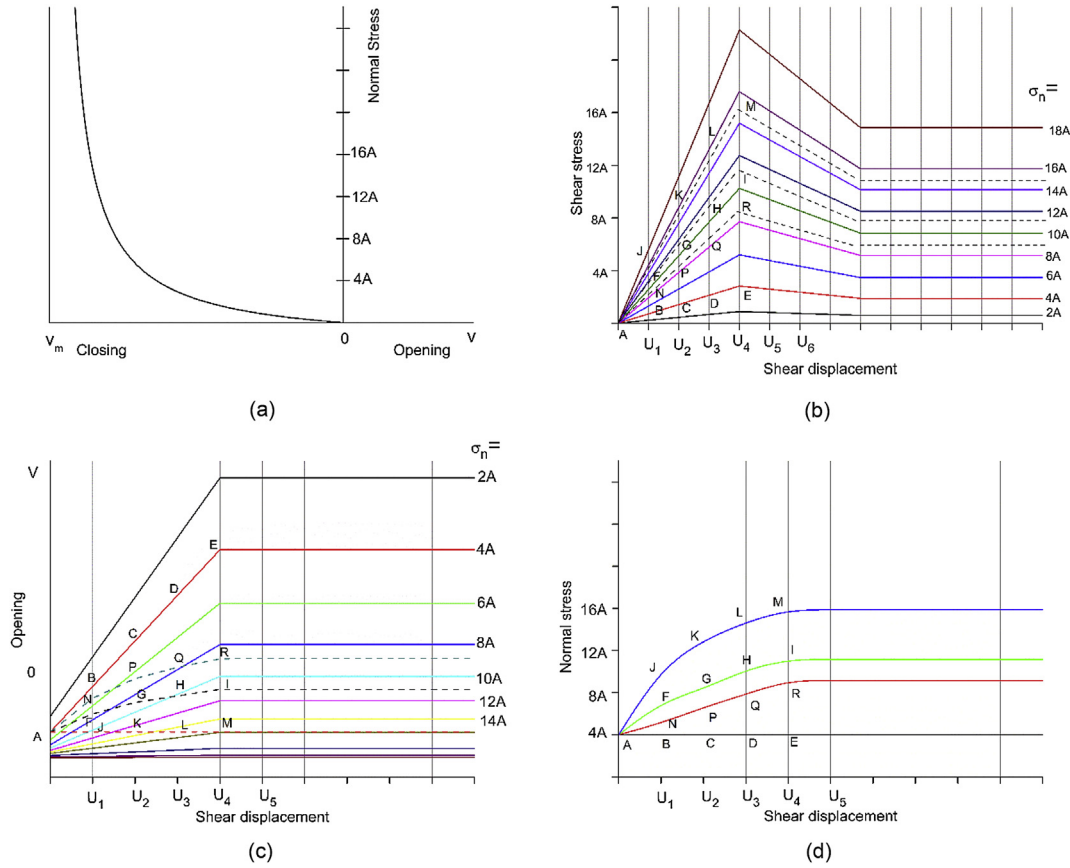 Normal Stress
16A
12A
8A
4A
Vm Closing 0 Opening V
(a)
σn=
Shear stress
16A
12A
8A
4A
18A
16A
14A
12A
10A
8A
6A
4A
2A
J K L M
F G H I
N P Q R
B C D E
A
U1 U2 U3 U4 U5 U6
Shear displacement
(b)
σn=
V
Opening
0
A
2A
4A
6A
8A
10A
12A
14A
B C D E
N P Q R
F G H I
J K L M
U1 U2 U3 U4 U5
Shear displacement
(c)
Normal stress
16A
12A
8A
4A
J K L M
F G H I
N P Q R
A B C D E
U1 U2 U3 U4 U5
Shear displacement
(d)